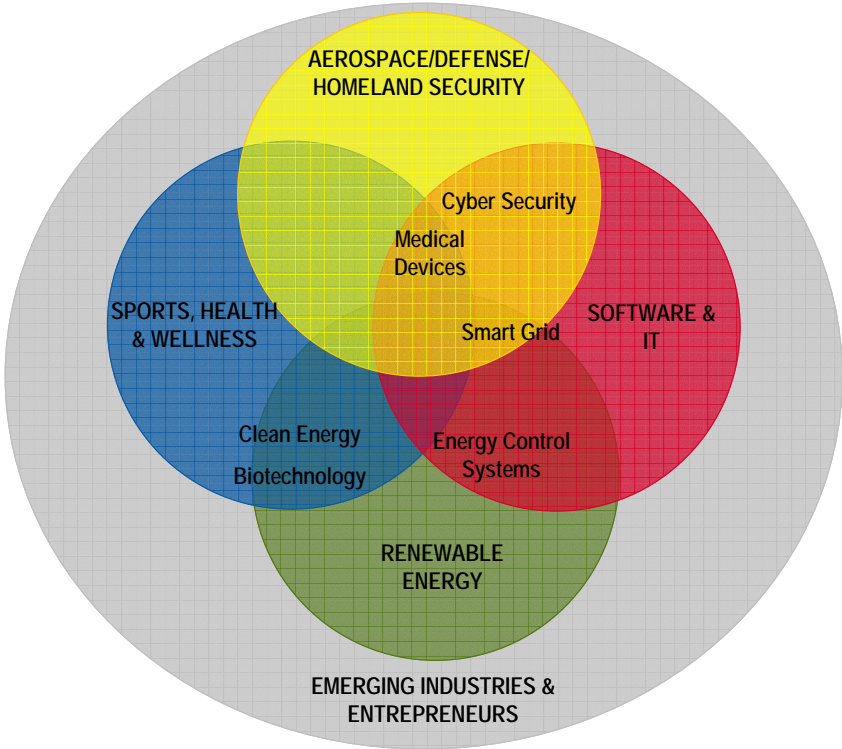 AEROSPACE/DEFENSE/
HOMELAND SECURITY
Cyber Security
Medical
Devices
SPORTS, HEALTH
& WELLNESS
SOFTWARE &
IT
Smart Grid
Clean Energy
Biotechnology
Energy Control
Systems
RENEWABLE
ENERGY
EMERGING INDUSTRIES &
ENTREPRENEURS